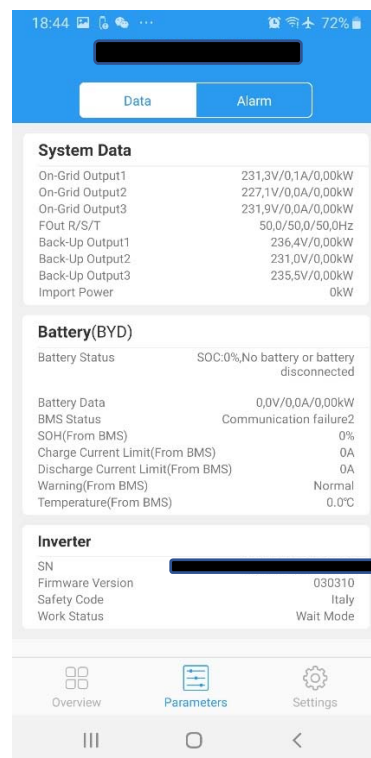 18:44 ...
72%
Data Alarm
System Data
On-Grid Output1 231,3V/0,1A/0,00kW
On-Grid Output2 227,1V/0,0A/0,00kW
On-Grid Output3 231,9V/0,0A/0,00kW
FOut R/S/T 50,0/50,0/50,0Hz
Back-Up Output1 236,4V/0,00kW
Back-Up Output2 231,0V/0,00kW
Back-Up Output3 235,5V/0,00kW
Import Power 0kW
Battery(BYD)
Battery Status SOC:0%,No battery or battery
disconnected
Battery Data 0,0V/0,0A/0,00kW
BMS Status Communication failure2
SOH(From BMS) 0%
Charge Current Limit(From BMS) 0A
Discharge Current Limit(From BMS) 0A
Warning(From BMS) Normal
Temperature(From BMS) 0.0°C
Inverter
SN
Firmware Version 030310
Safety Code Italy
Work Status Wait Mode
Overview Parameters Settings